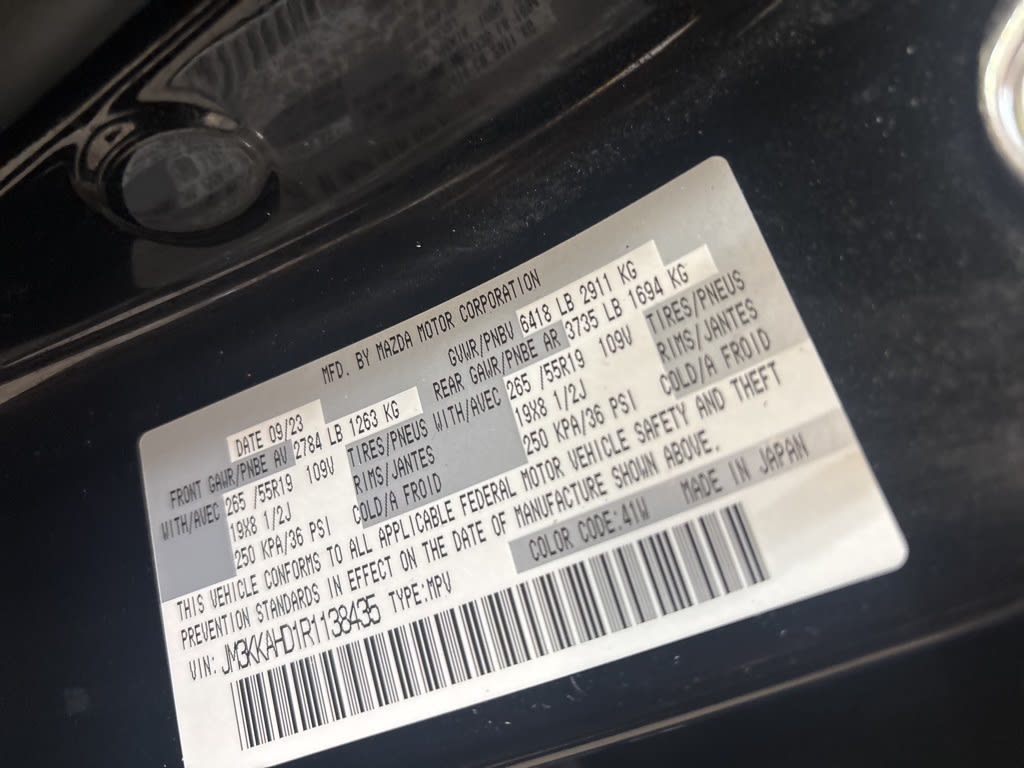 MFD. BY MAZDA MOTOR CORPORATION
DATE 09/23 GVWR/PNBV 6418 LB 2911 KG
FRONT GAWR/PNBE AV 2784 LB 1263 KG REAR GAWR/PNBE AR 3735 LB 1694 KG
WITH/AVEC 265 /55R19 109V TIRES/PNEUS WITH/AVEC 265 /55R19 109V TIRES/PNEUS
19X8 1/2J RIMS/JANTES 19X8 1/2J RIMS/JANTES
250 KPA/36 PSI COLD/A FROID 250 KPA/36 PSI COLD/A FROID
THIS VEHICLE CONFORMS TO ALL APPLICABLE FEDERAL MOTOR VEHICLE SAFETY AND THEFT
PREVENTION STANDARDS IN EFFECT ON THE DATE OF MANUFACTURE SHOWN ABOVE.
VIN: JM3KKAHD1R1138435 TYPE:MPV COLOR CODE:41W MADE IN JAPAN